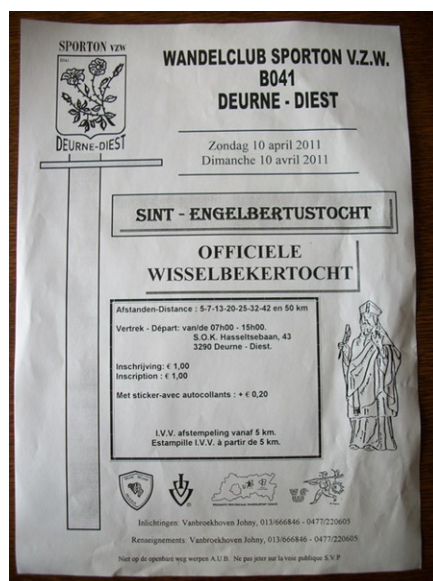 SPORTON VZW
DEURNE-DIEST
WANDELCLUB SPORTON V.Z.W.
B041
DEURNE - DIEST
Zondag 10 april 2011
Dimanche 10 avril 2011
SINT - ENGELBERTUSTOCHT
OFFICIELE
WISSELBEKERTOCHT
Afstanden-Distance : 5-7-13-20-25-32-42 en 50 km
Vertrek - Départ: van/de 07h00 - 15h00.
S.O.K. Hasseltsebaan, 43
3290 Deurne - Diest.
Inschrijving: € 1,00
Inscription : € 1,00
Met sticker-avec autocollants : + € 0,20
I.V.V. afstempeling vanaf 5 km.
Estampille I.V.V. à partir de 5 km.
Inlichtingen: Vanbroekhoven Johny, 013/666846 - 0477/220605
Renseignements: Vanbroekhoven Johny, 013/666846 - 0477/220605
Niet op de openbare weg werpen A.U.B. Ne pas jeter sur la voie publique S.V.P